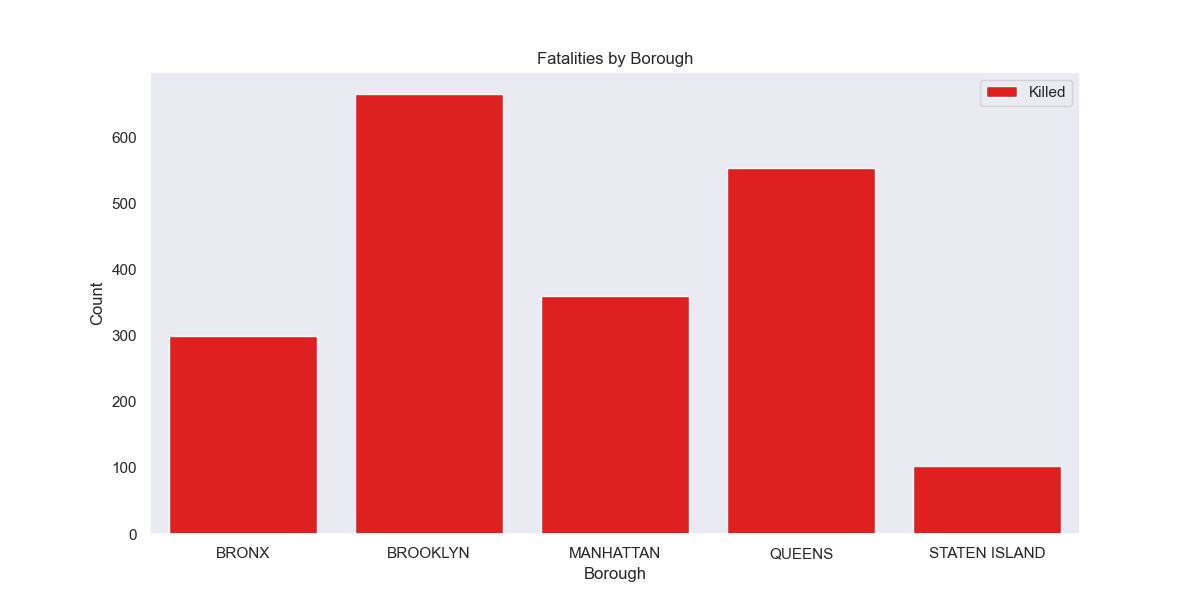 Fatalities by Borough
Killed
600
500
400
300
200
100
0
Count
BRONX
BROOKLYN
MANHATTAN
QUEENS
STATEN ISLAND
Borough